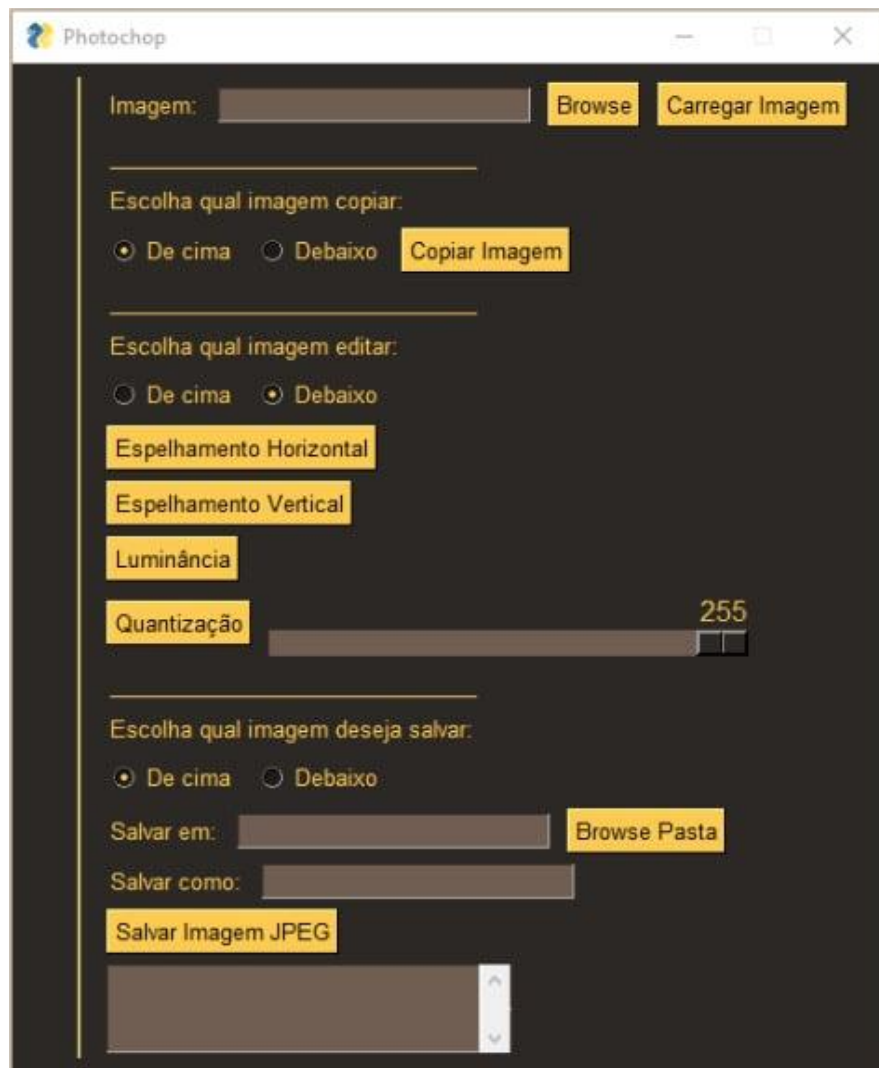 Photochop
Imagem: Browse Carregar Imagem
Escolha qual imagem copiar:
De cima Debaixo Copiar Imagem
Escolha qual imagem editar:
De cima Debaixo
Espelhamento Horizontal
Espelhamento Vertical
Luminância
255
Quantização
Escolha qual imagem deseja salvar:
De cima Debaixo
Salvar em: Browse Pasta
Salvar como:
Salvar Imagem JPEG